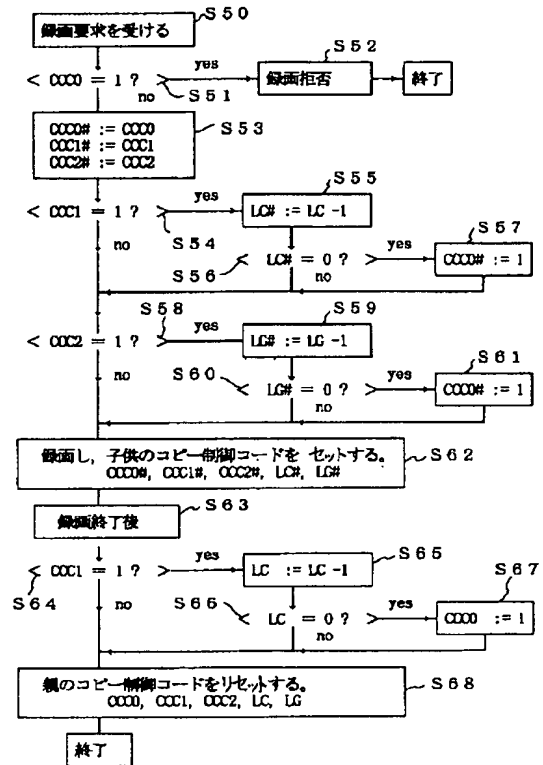 S50
録画要求を受ける
S52
< CCC0 = 1 ? >
yes
録画拒否
終了
no
S51
S53
CCC0# := CCC0
CCC1# := CCC1
CCC2# := CCC2
S55
< CCC1 = 1 ? >
yes
LC# := LC -1
S57
S54
no
S56
< LC# = 0 ? >
yes
CCC0# := 1
no
S58
S59
< CCC2 = 1 ? >
yes
LG# := LG -1
S61
no
S60
< LG# = 0 ? >
yes
CCC0# := 1
no
録画し, 子供のコピー制御コードを セットする。
CCC0#, CCC1#, CCC2#, LC#, LG#
S62
S63
録画終了後
S65
< CCC1 = 1 ? >
yes
LC := LC -1
S67
S64
no
S66
< LC = 0 ? >
yes
CCC0 := 1
no
親のコピー制御コードをリセットする。
CCC0, CCC1, CCC2, LC, LG
S68
終了